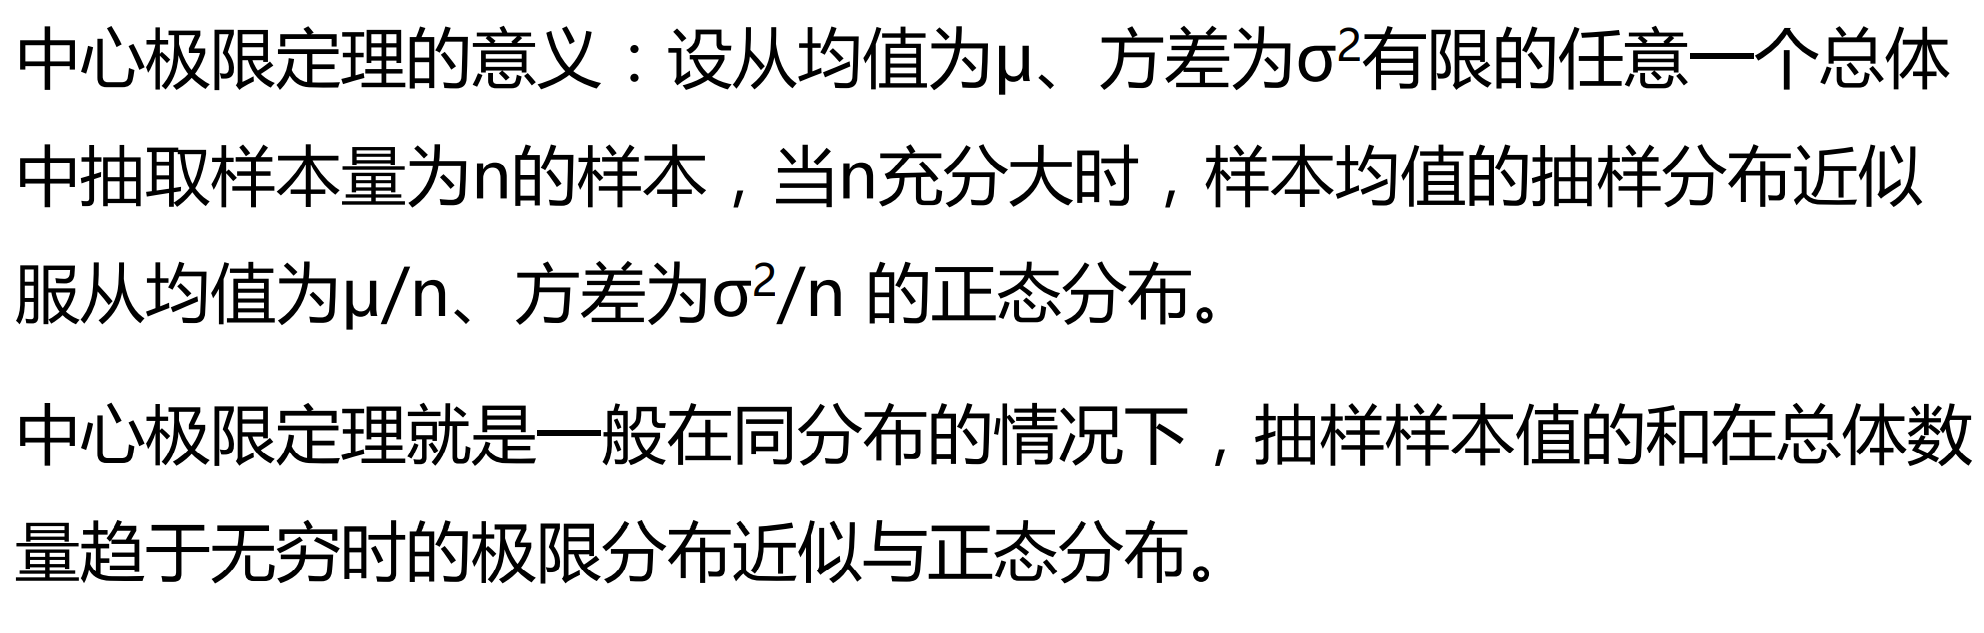 中心极限定理的意义：设从均值为μ、方差为σ²有限的任意一个总体
中抽取样本量为n的样本，当n充分大时，样本均值的抽样分布近似
服从均值为μ/n、方差为σ²/n 的正态分布。
中心极限定理就是一般在同分布的情况下，抽样样本值的和在总体数
量趋于无穷时的极限分布近似与正态分布。